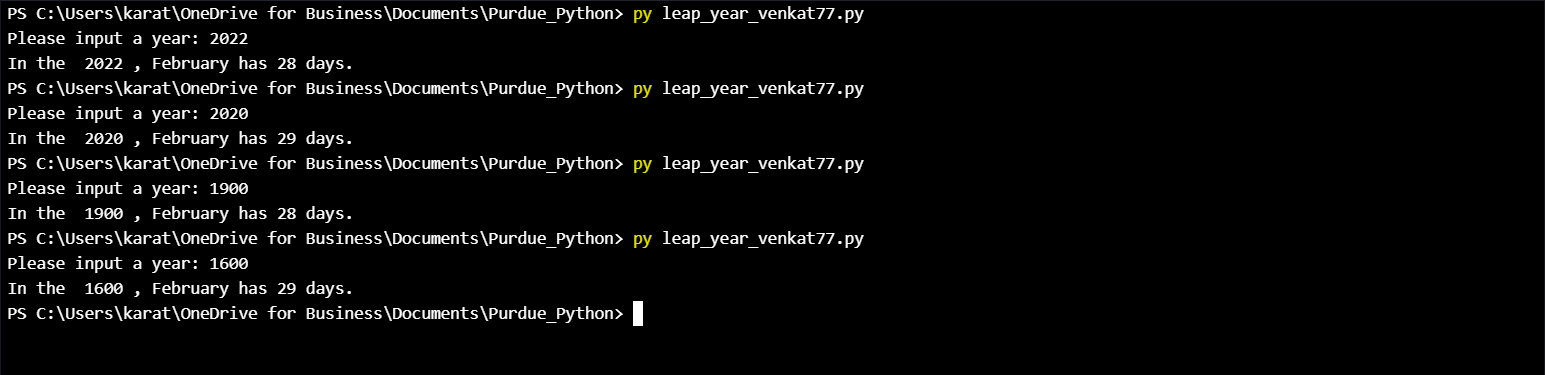 PS C:\Users\karat\OneDrive for Business\Documents\Purdue_Python> py leap_year_venkat77.py
Please input a year: 2022
In the  2022 , February has 28 days.
PS C:\Users\karat\OneDrive for Business\Documents\Purdue_Python> py leap_year_venkat77.py
Please input a year: 2020
In the  2020 , February has 29 days.
PS C:\Users\karat\OneDrive for Business\Documents\Purdue_Python> py leap_year_venkat77.py
Please input a year: 1900
In the  1900 , February has 28 days.
PS C:\Users\karat\OneDrive for Business\Documents\Purdue_Python> py leap_year_venkat77.py
Please input a year: 1600
In the  1600 , February has 29 days.
PS C:\Users\karat\OneDrive for Business\Documents\Purdue_Python>